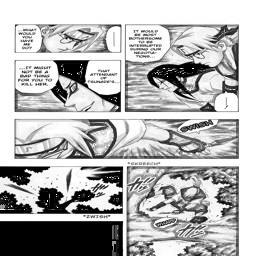 WHAT
WOULD
YOU
HAVE
ME
DO?
IT WOULD
BE MOST
BOTHERSOME
TO BE
INTERRUPTED
DURING OUR
NEGOTIA-
TIONS...
...IT MIGHT
NOT BE A
BAD THING
FOR YOU
TO KILL
HER.
THAT
ATTENDANT
OF
TSUNADE'S...
SWISH
*SCREECH*
*ZWISH*